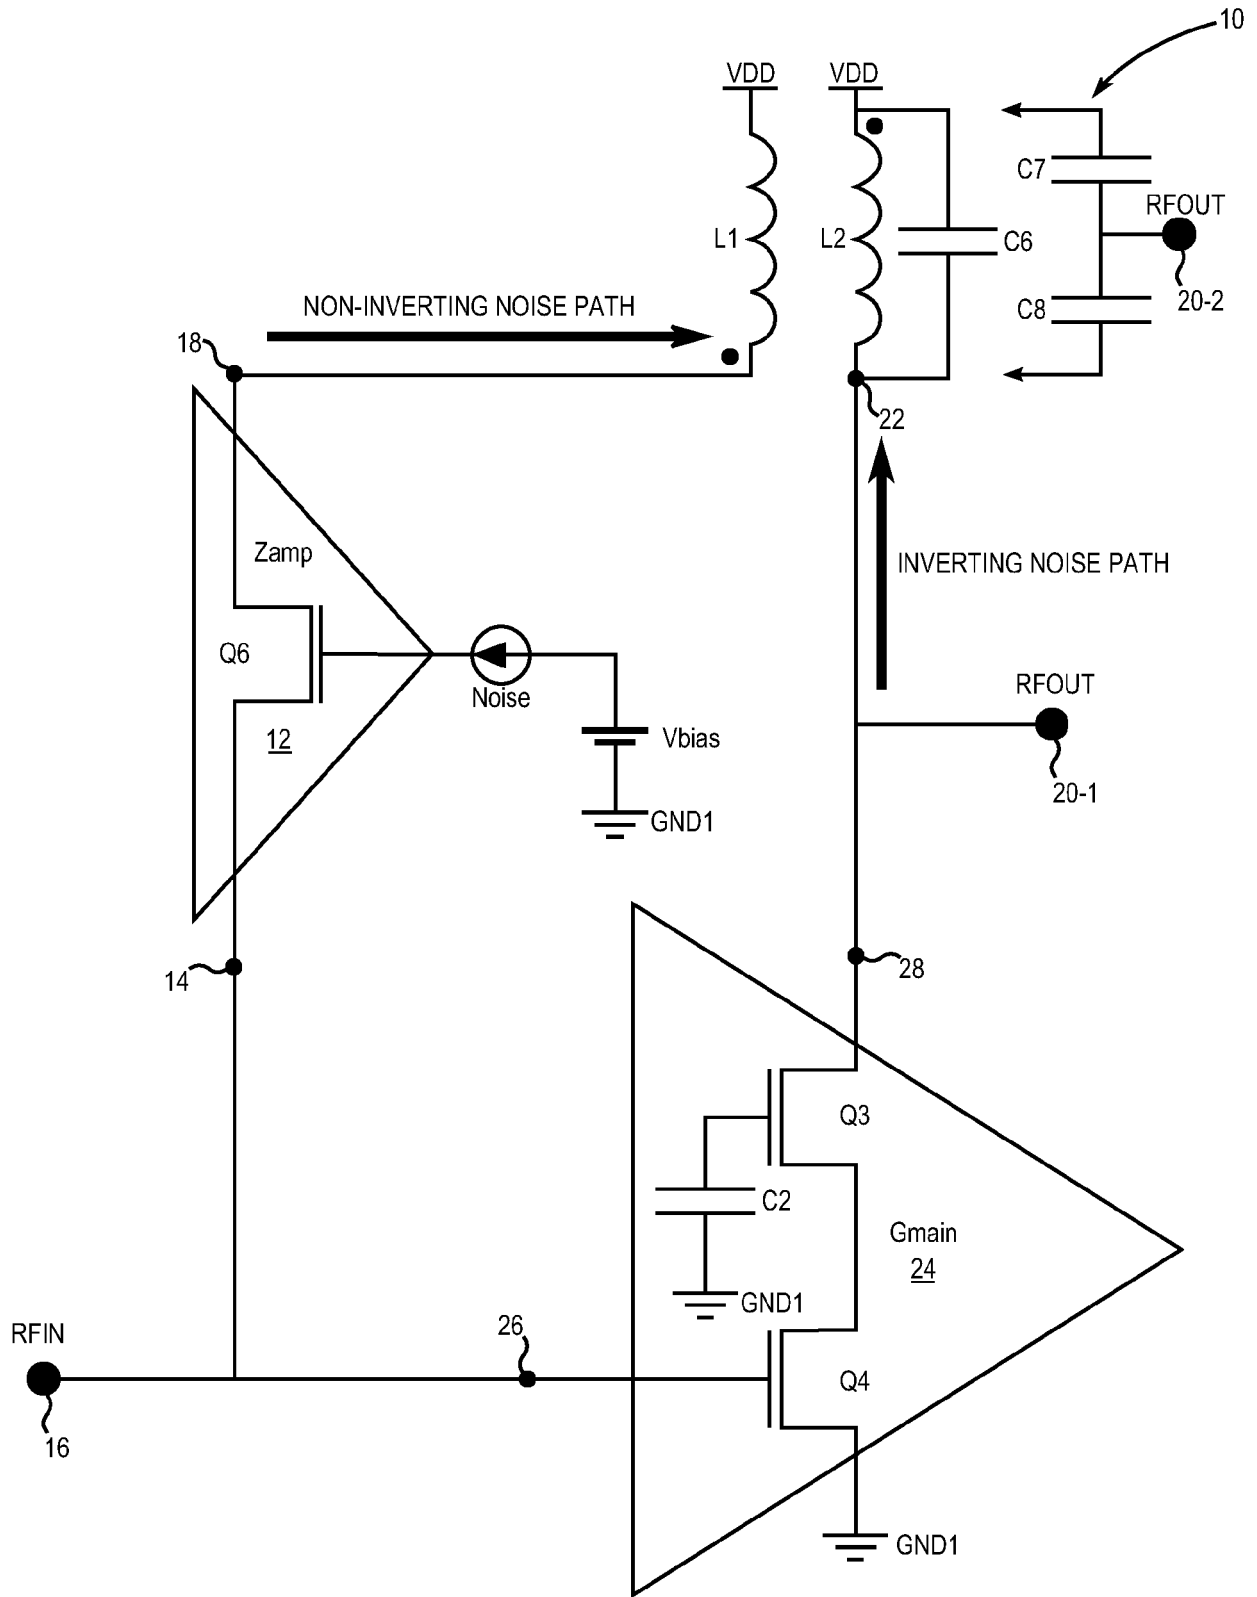 10
VDD
VDD
C7
RFOUT
L1
L2
C6
20-2
C8
NON-INVERTING NOISE PATH
18
22
Zamp
INVERTING NOISE PATH
Q6
Noise
RFOUT
12
Vbias
20-1
GND1
14
28
Q3
C2
Gmain
24
GND1
26
RFIN
Q4
16
GND1